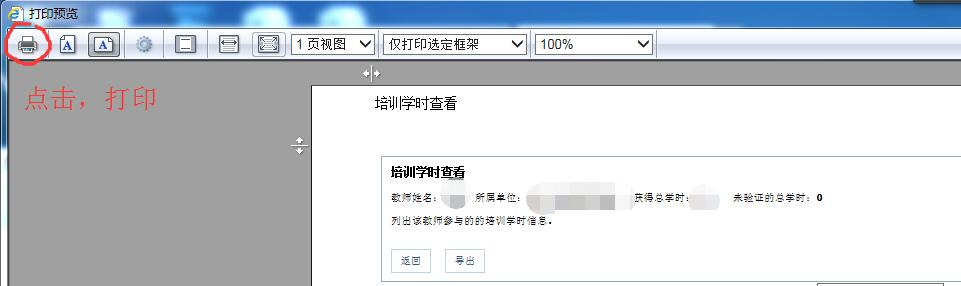 打印预览
A A 1 页视图 仅打印选定框架 100%
点击，打印
培训学时查看
培训学时查看
教师姓名： 所属单位： 获得总学时： 未验证的总学时：0
列出该教师参与的的培训学时信息。
返回 导出